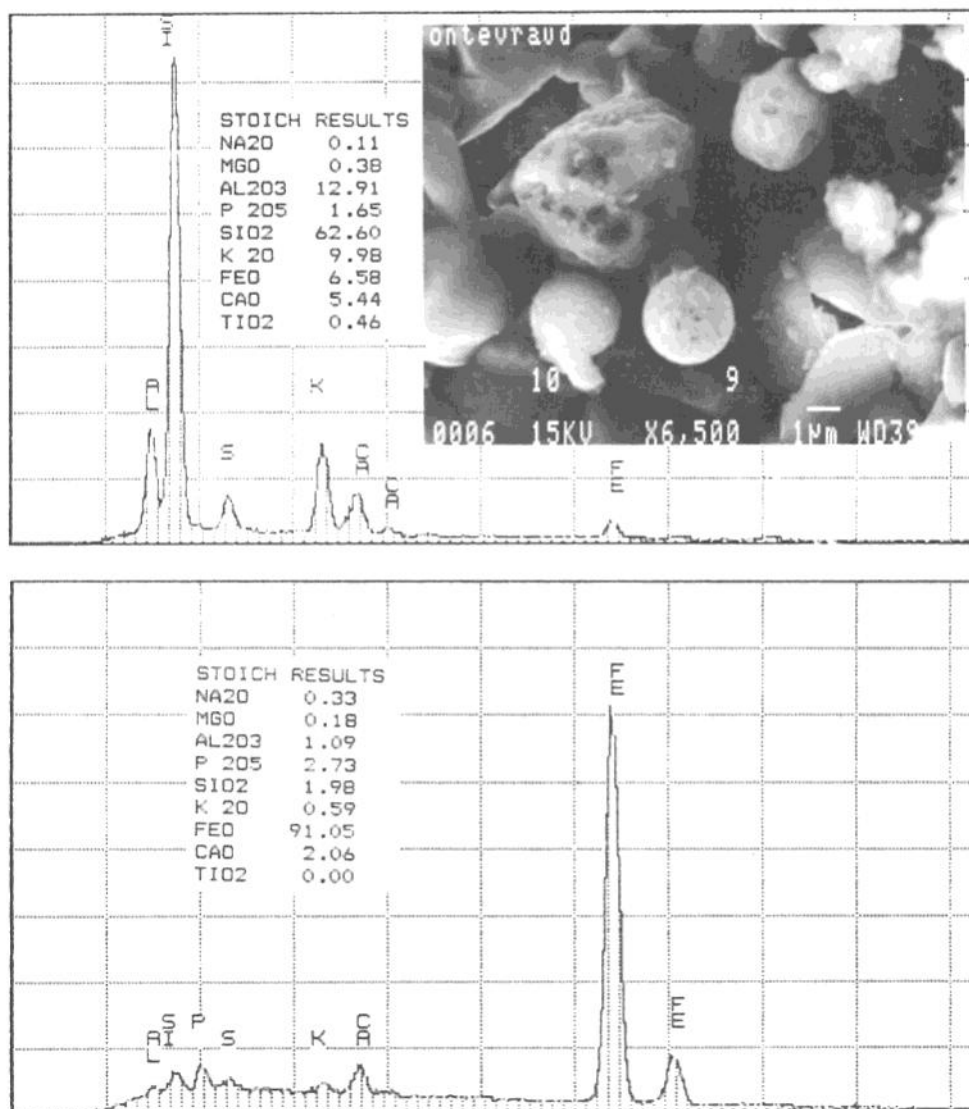 SI
ontevraud
STOICH RESULTS
NA2O 0.11
MGO 0.38
AL2O3 12.91
P 2O5 1.65
SIO2 62.60
K 2O 9.98
FEO 6.58
CAO 5.44
TIO2 0.46
AL
S
K
CA
CA
FE
10
9
0006 15KV X6,500 1µm WD39
STOICH RESULTS
NA2O 0.33
MGO 0.18
AL2O3 1.09
P 2O5 2.73
SIO2 1.98
K 2O 0.59
FEO 91.05
CAO 2.06
TIO2 0.00
FE
AL
SI
P
S
K
CA
FE